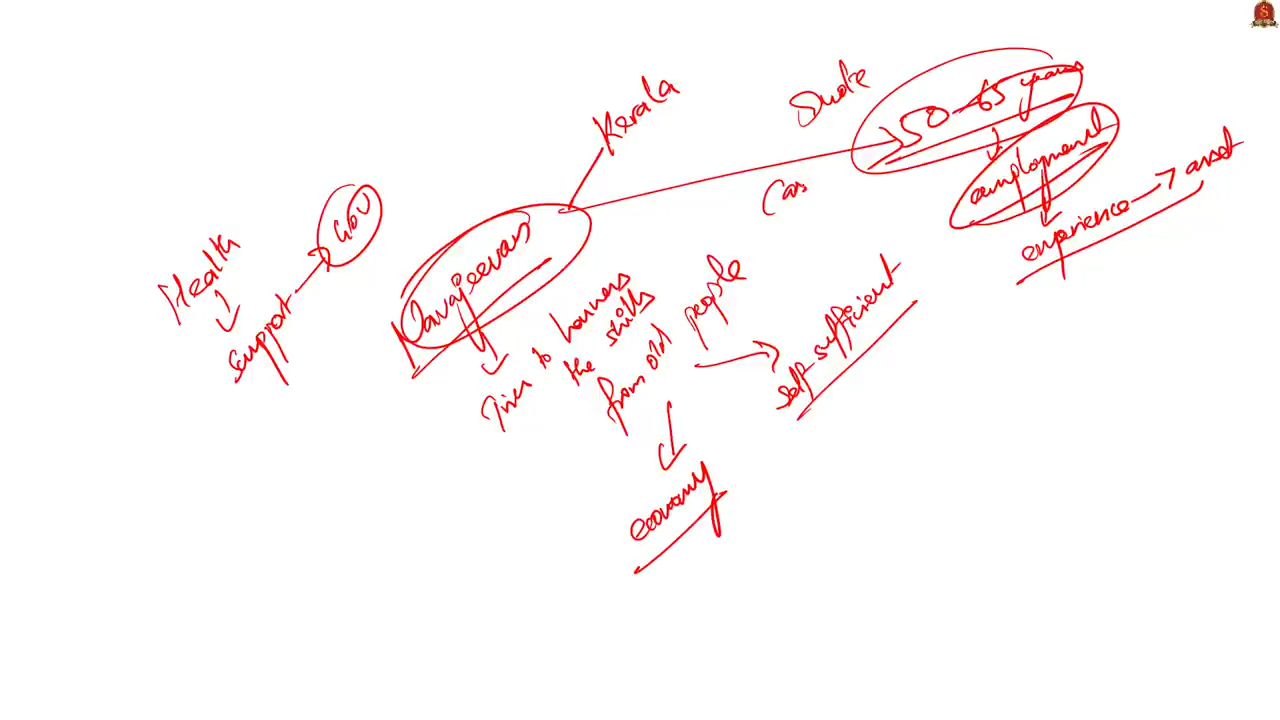 Kerala
State
50-65 years
employment
experience → asset
Cas
Health
support
Gov
Navajeevan
Tries to harness
the skills
from old people
self-sufficient
economy